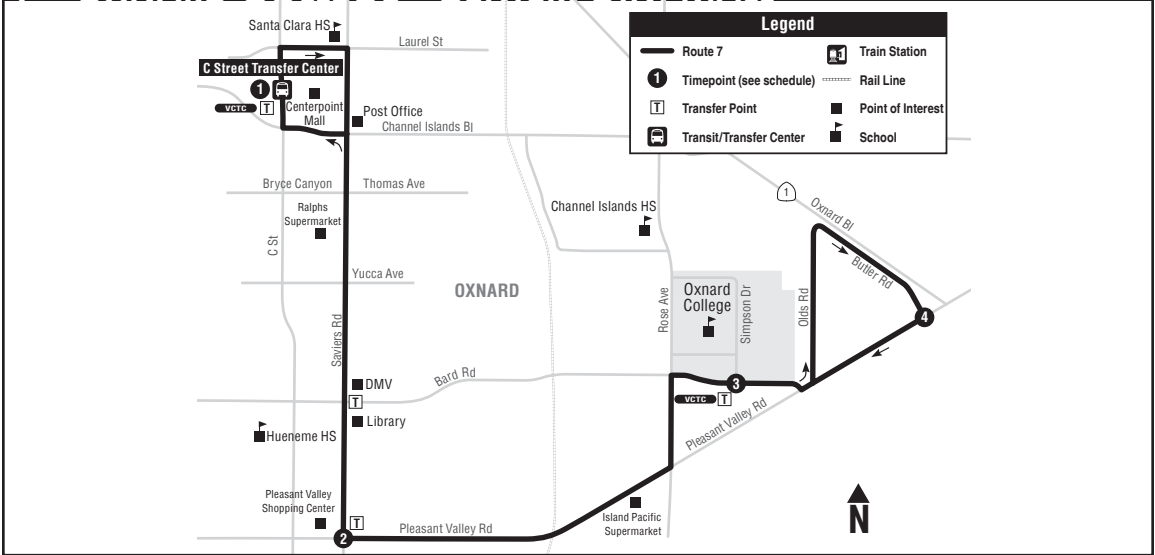 Santa Clara HS
Laurel St
C Street Transfer Center
1
VCTC
T
Centerpoint
Mall
Post Office
Channel Islands Bl
Bryce Canyon
Thomas Ave
Ralphs
Supermarket
C St
Yucca Ave
OXNARD
Saviers Rd
DMV
T
Bard Rd
Library
Hueneme HS
Pleasant Valley
Shopping Center
T
2
Pleasant Valley Rd
Island Pacific
Supermarket
Channel Islands HS
Rose Ave
Oxnard
College
Simpson Dr
Olds Rd
3
VCTC
T
Pleasant Valley Rd
1
Oxnard Bl
Butler Rd
4
N
Legend
Route 7
Train Station
1
Timepoint (see schedule)
Rail Line
T
Transfer Point
Point of Interest
Transit/Transfer Center
School